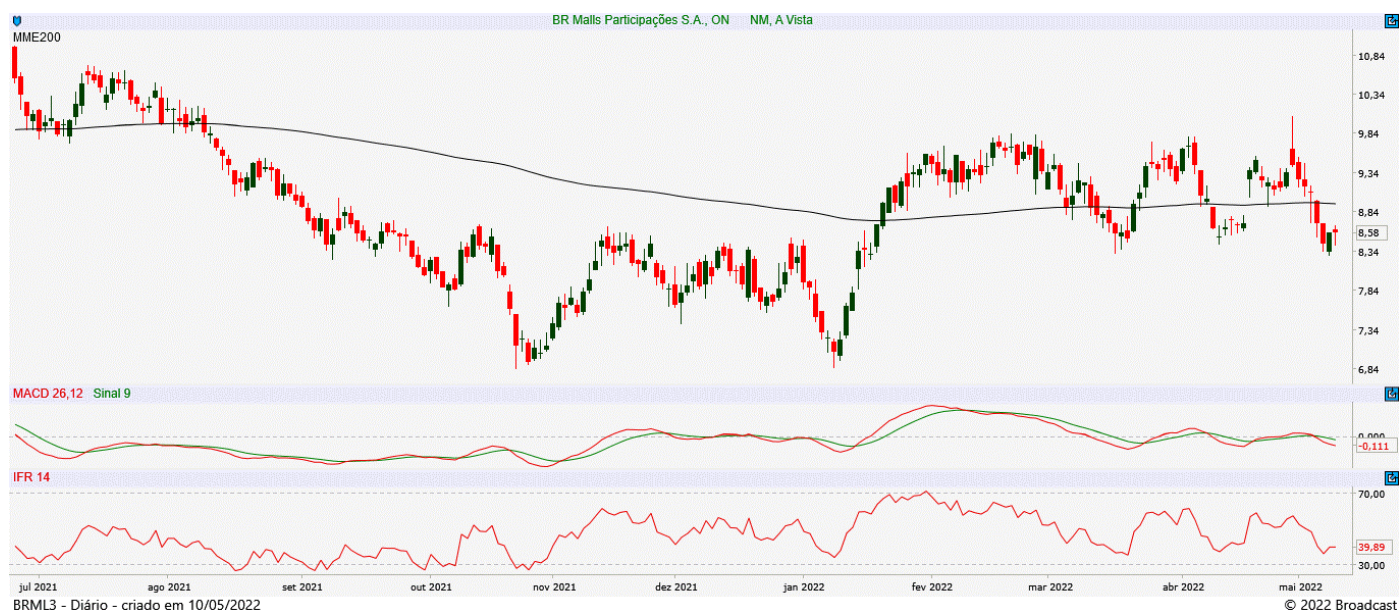 BR Malls Participações S.A., ON NM, A Vista
MME200
10,84
10,34
9,84
9,34
8,84
8,58
8,34
7,84
7,34
6,84
MACD 26,12 Sinal 9
0,000
-0,111
IFR 14
70,00
39,89
30,00
jul 2021 ago 2021 set 2021 out 2021 nov 2021 dez 2021 jan 2022 fev 2022 mar 2022 abr 2022 mai 2022
BRML3 - Diário - criado em 10/05/2022 © 2022 Broadcast